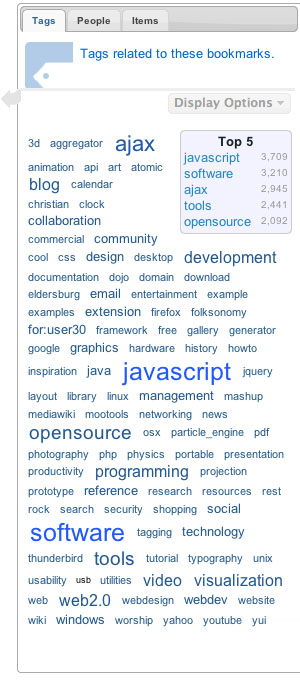 Tags People Items
Tags related to these bookmarks.
Display Options
Top 5
javascript 3,709
software 3,210
ajax 2,945
tools 2,441
opensource 2,092
3d aggregator ajax
animation api art atomic
blog calendar
christian clock
collaboration
commercial community
cool css design desktop development
documentation dojo domain download
eldersburg email entertainment example
examples extension firefox folksonomy
for:user30 framework free gallery generator
google graphics hardware history howto
inspiration java javascript jquery
layout library linux management mashup
mediawiki mootools networking news
opensource osx particle_engine pdf
photography php physics portable presentation
productivity programming projection
prototype reference research resources rest
rock search security shopping social
software tagging technology
thunderbird tools tutorial typography unix
usability usb utilities video visualization
web web2.0 webdesign webdev website
wiki windows worship yahoo youtube yui